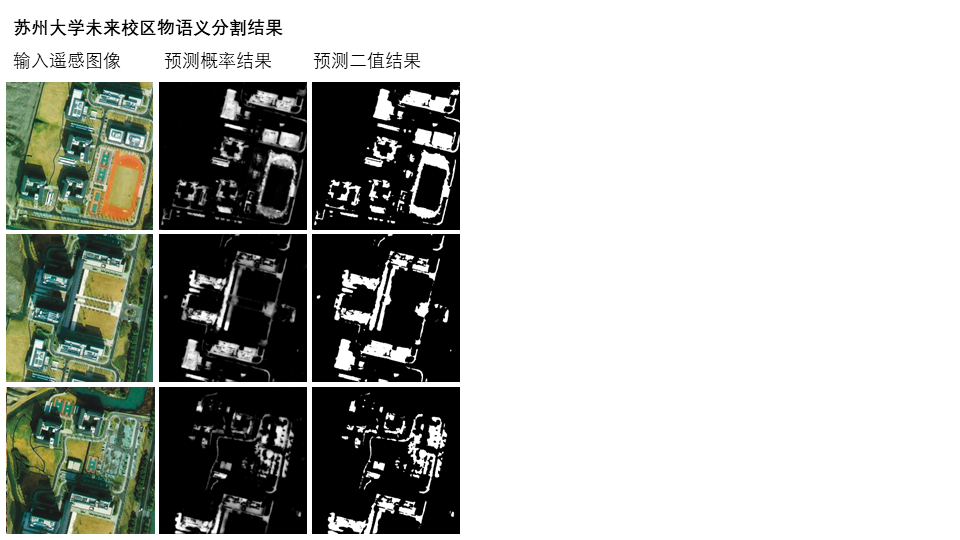 苏州大学未来校区物语义分割结果
输入遥感图像 预测概率结果 预测二值结果